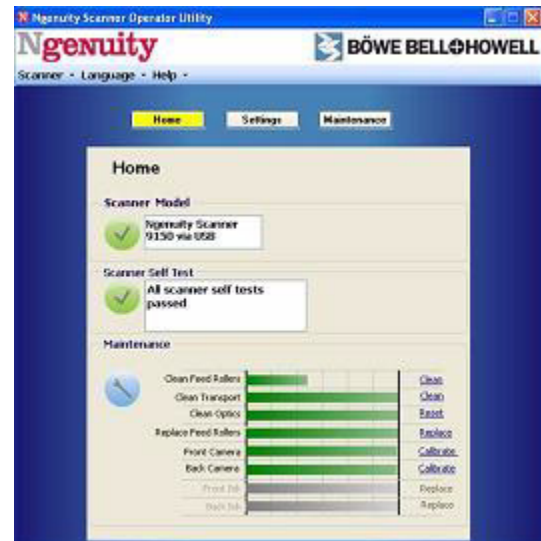 Ngenuity Scanner Operator Utility
Ngenuity BÖWE BELL+HOWELL
Scanner Language Help
Home Settings Maintenance
Home
Scanner Model
Ngenuity Scanner
9150 via USB
Scanner Self Test
All scanner self tests
passed
Maintenance
Clean Feed Rollers Clean
Clean Transport Clean
Clean Optics Reset
Replace Feed Rollers Replace
Front Camera Calibrate
Back Camera Calibrate
Front Ink Replace
Back Ink Replace